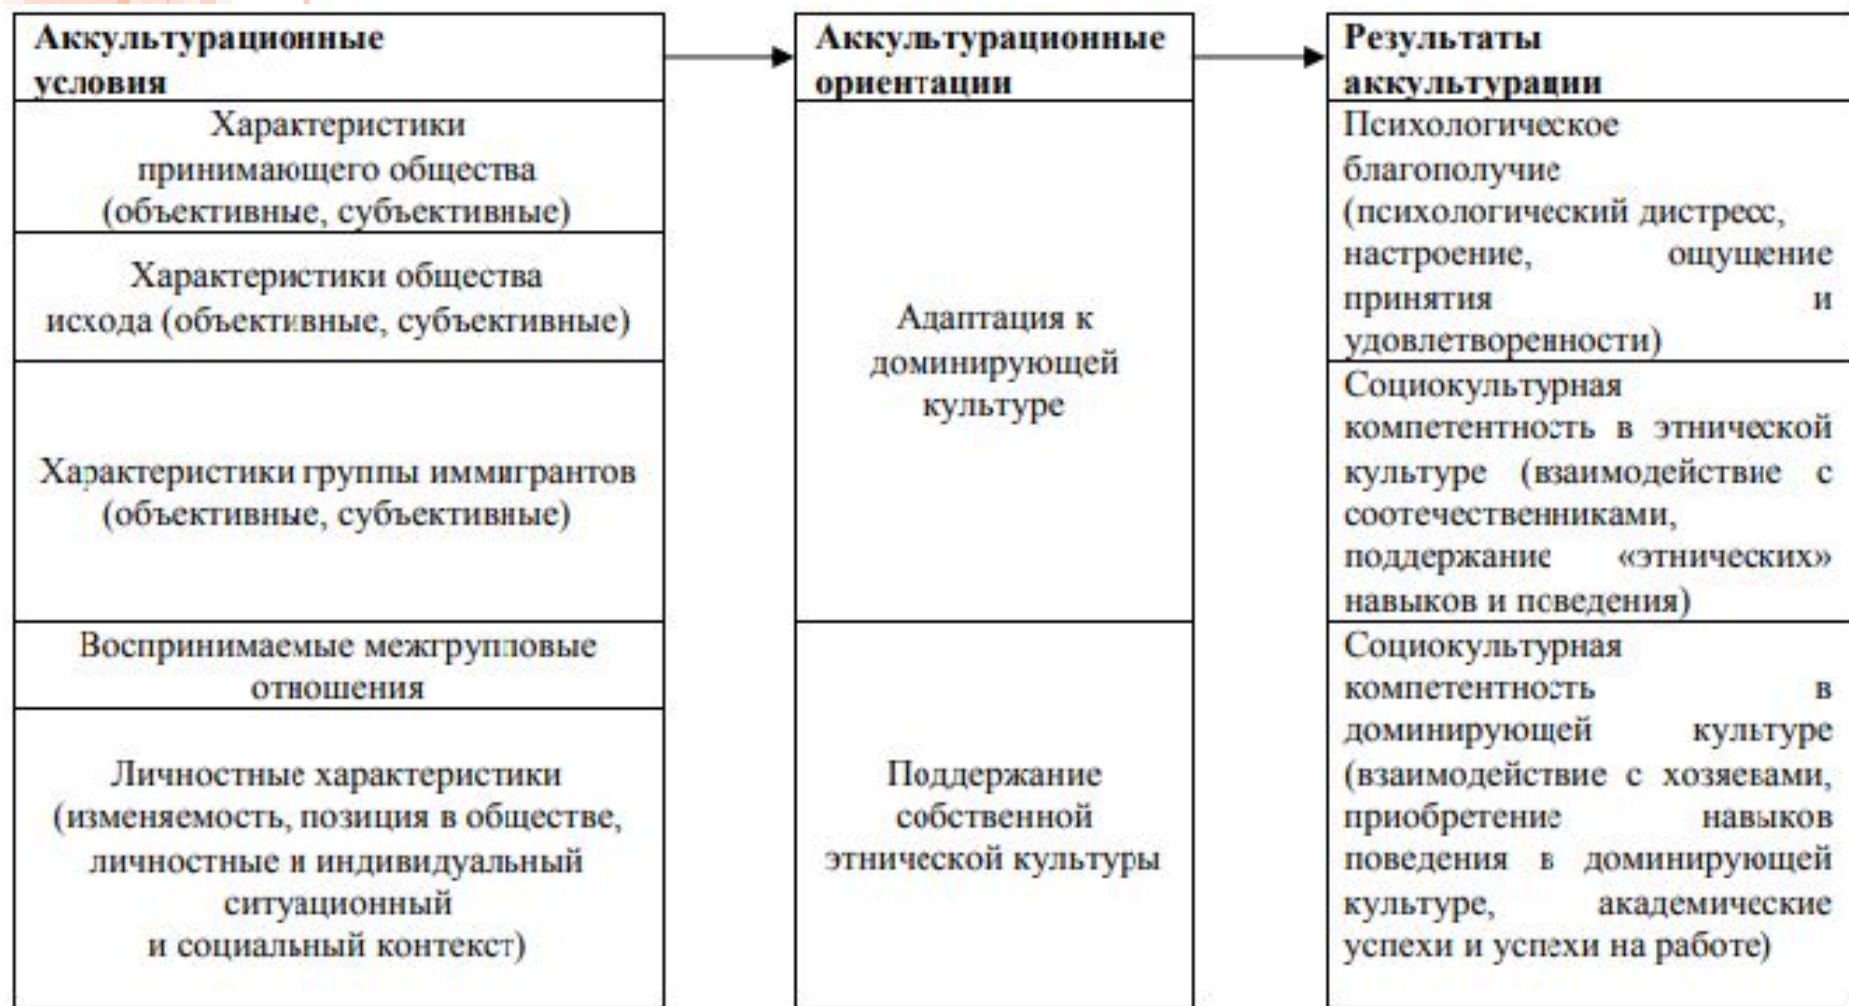 Аккультурационные
условия
Характеристики
принимающего общества
(объективные, субъективные)
Характеристики общества
исхода (объективные, субъективные)
Характеристики группы иммигрантов
(объективные, субъективные)
Воспринимаемые межгрупповые
отношения
Личностные характеристики
(изменяемость, позиция в обществе,
личностные и индивидуальный
ситуационный
и социальный контекст)
Аккультурационные
ориентации
Адаптация к
доминирующей
культуре
Поддержание
собственной
этнической культуры
Результаты
аккультурации
Психологическое
благополучие
(психологический дистресс,
настроение, ощущение
принятия и
удовлетворенности)
Социокультурная
компетентность в этнической
культуре (взаимодействие с
соотечественниками,
поддержание «этнических»
навыков и поведения)
Социокультурная
компетентность в
доминирующей культуре
(взаимодействие с хозяевами,
приобретение навыков
поведения в доминирующей
культуре, академические
успехи и успехи на работе)